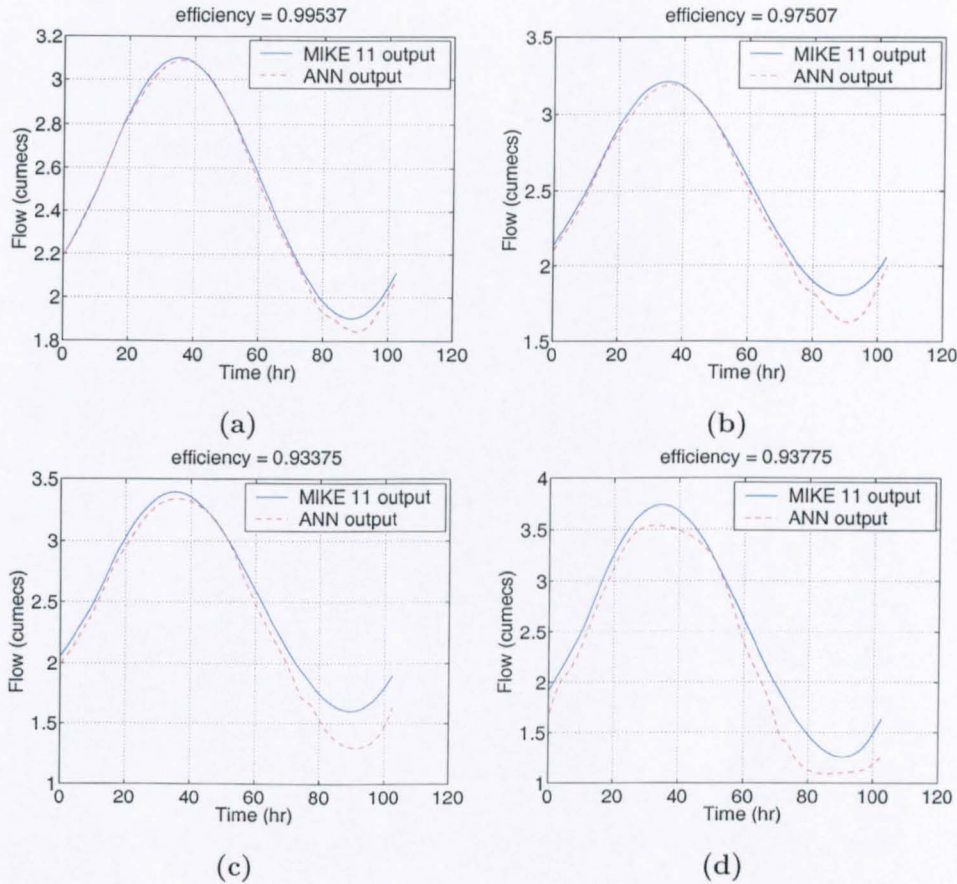 efficiency = 0.99537
3.2
3
2.8
2.6
2.4
2.2
2
1.8
Flow (cumecs)
MIKE 11 output
ANN output
0 20 40 60 80 100 120
Time (hr)
(a)
efficiency = 0.97507
3.5
3
2.5
2
1.5
Flow (cumecs)
MIKE 11 output
ANN output
0 20 40 60 80 100 120
Time (hr)
(b)
efficiency = 0.93375
3.5
3
2.5
2
1.5
1
Flow (cumecs)
MIKE 11 output
ANN output
0 20 40 60 80 100 120
Time (hr)
(c)
efficiency = 0.93775
4
3.5
3
2.5
2
1.5
1
Flow (cumecs)
MIKE 11 output
ANN output
0 20 40 60 80 100 120
Time (hr)
(d)